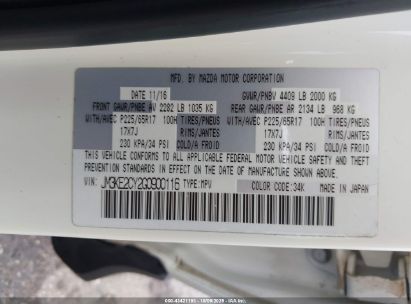 MFD. BY MAZDA MOTOR CORPORATION
DATE 11/16 GVWR/PNBV 4409 LB 2000 KG
FRONT GAWR/PNBE AV 2282 LB 1035 KG REAR GAWR/PNBE AR 2134 LB 968 KG
WITH/AVEC P225/65R17 100H TIRES/PNEUS WITH/AVEC P225/65R17 100H TIRES/PNEUS
17X7J RIMS/JANTES 17X7J RIMS/JANTES
230 KPA/34 PSI COLD/A FROID 230 KPA/34 PSI COLD/A FROID
THIS VEHICLE CONFORMS TO ALL APPLICABLE FEDERAL MOTOR VEHICLE SAFETY
BUMPER, AND THEFT PREVENTION STANDARDS IN EFFECT ON THE
DATE OF MANUFACTURE SHOWN ABOVE.
JM3KE2CY2G0900116 TYPE:MPV COLOR CODE:34K MADE IN JAPAN